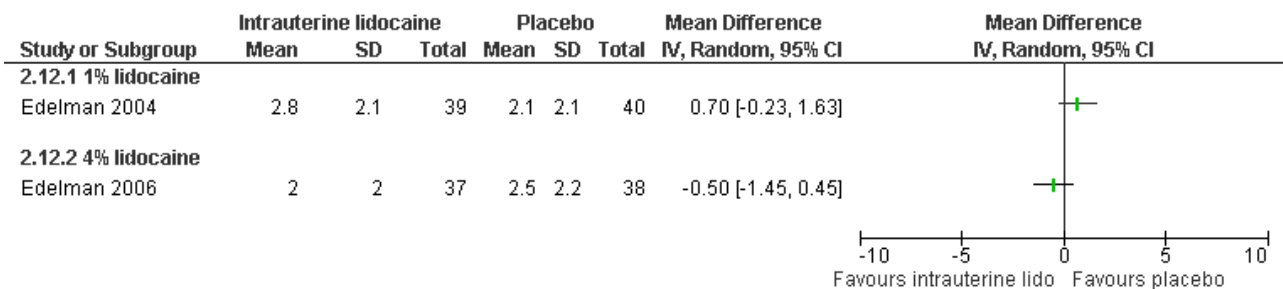 Intrauterine lidocaine Placebo Mean Difference Mean Difference
Study or Subgroup Mean SD Total Mean SD Total IV, Random, 95% CI IV, Random, 95% CI
2.12.1 1% lidocaine
Edelman 2004 2.8 2.1 39 2.1 2.1 40 0.70 [-0.23, 1.63]
2.12.2 4% lidocaine
Edelman 2006 2 2 37 2.5 2.2 38 -0.50 [-1.45, 0.45]
-10 -5 0 5 10
Favours intrauterine lido Favours placebo